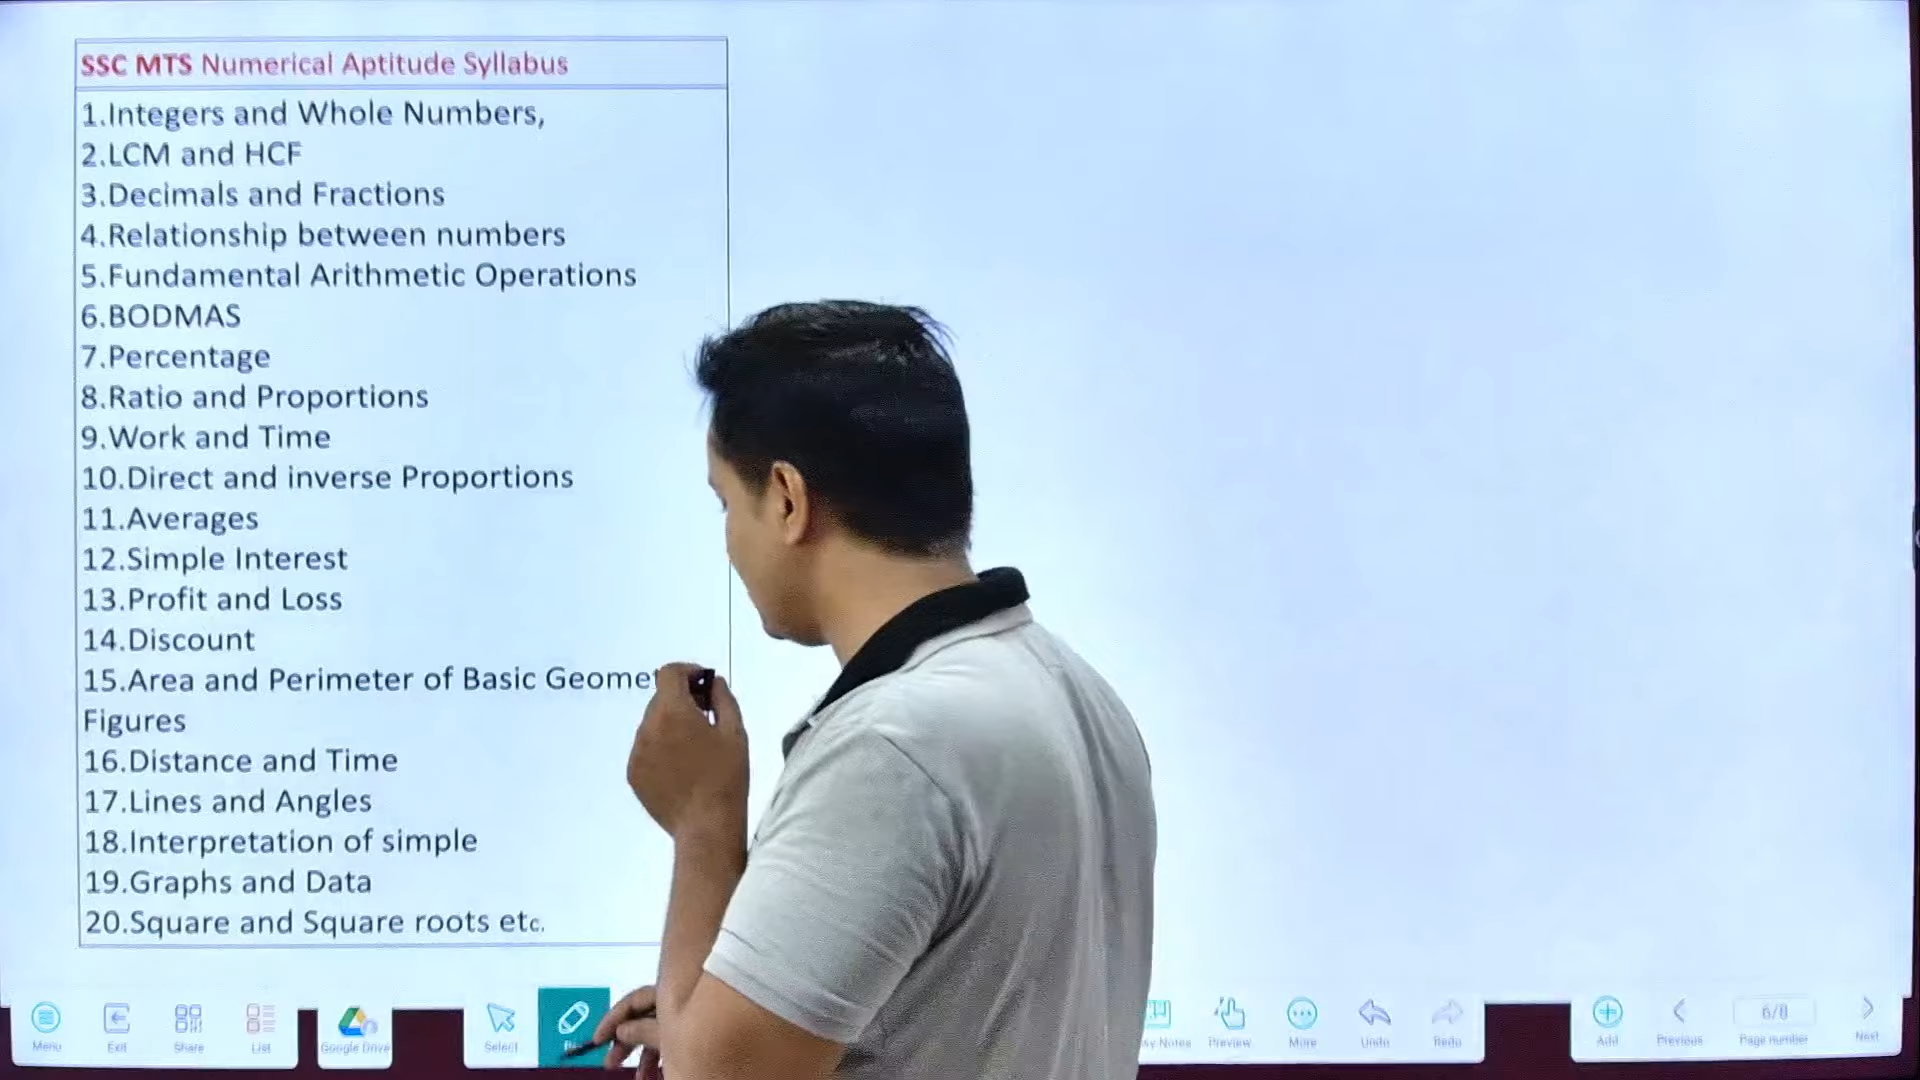 SSC MTS Numerical Aptitude Syllabus
1.Integers and Whole Numbers,
2.LCM and HCF
3.Decimals and Fractions
4.Relationship between numbers
5.Fundamental Arithmetic Operations
6.BODMAS
7.Percentage
8.Ratio and Proportions
9.Work and Time
10.Direct and inverse Proportions
11.Averages
12.Simple Interest
13.Profit and Loss
14.Discount
15.Area and Perimeter of Basic Geomet
Figures
16.Distance and Time
17.Lines and Angles
18.Interpretation of simple
19.Graphs and Data
20.Square and Square roots etc.
Menu Exit Share List Google Drive Select sy Notes Preview More Undo Redo Add Previous 6/8 Page number Next